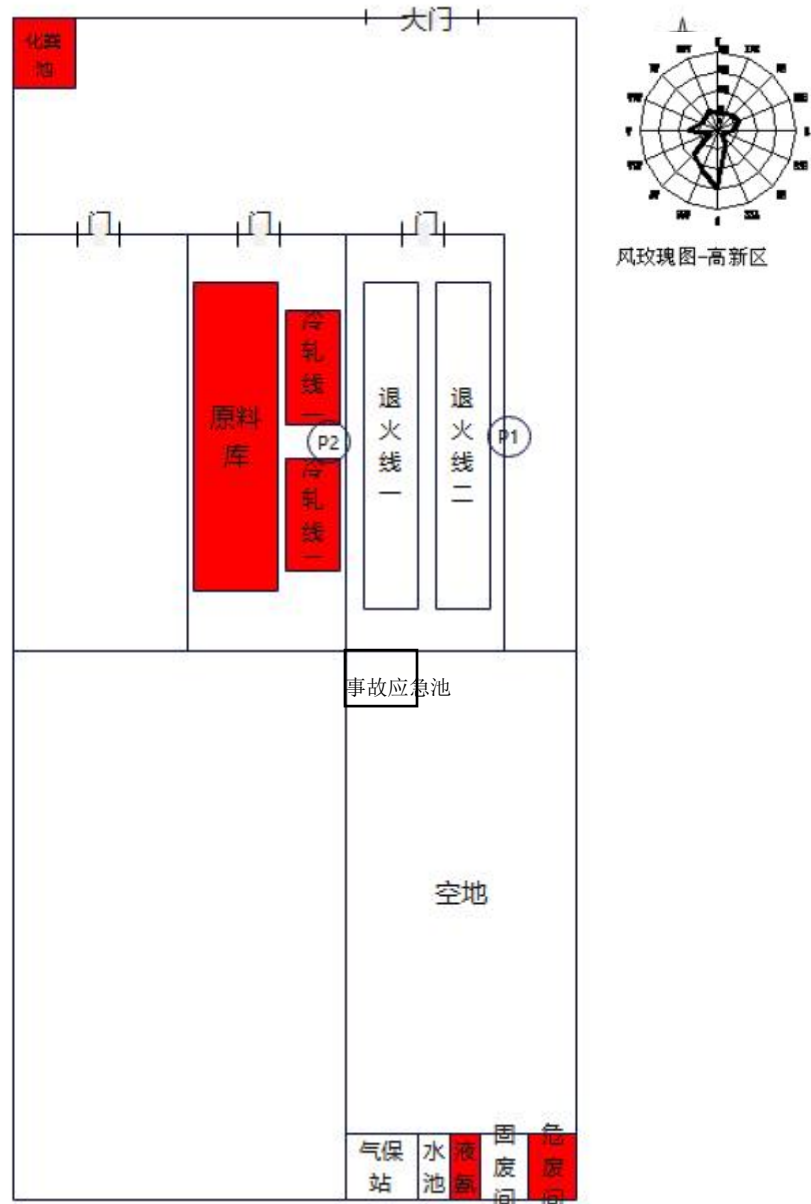 大门
化粪
池
N
风玫瑰图-高新区
门
门
门
原料
库
冷
轧
线
一
P2
冷
轧
线
退
火
线
一
退
火
线
二
P1
事故应急池
空地
气保
站
水
池
液
氨
固
废
间
危
废
间